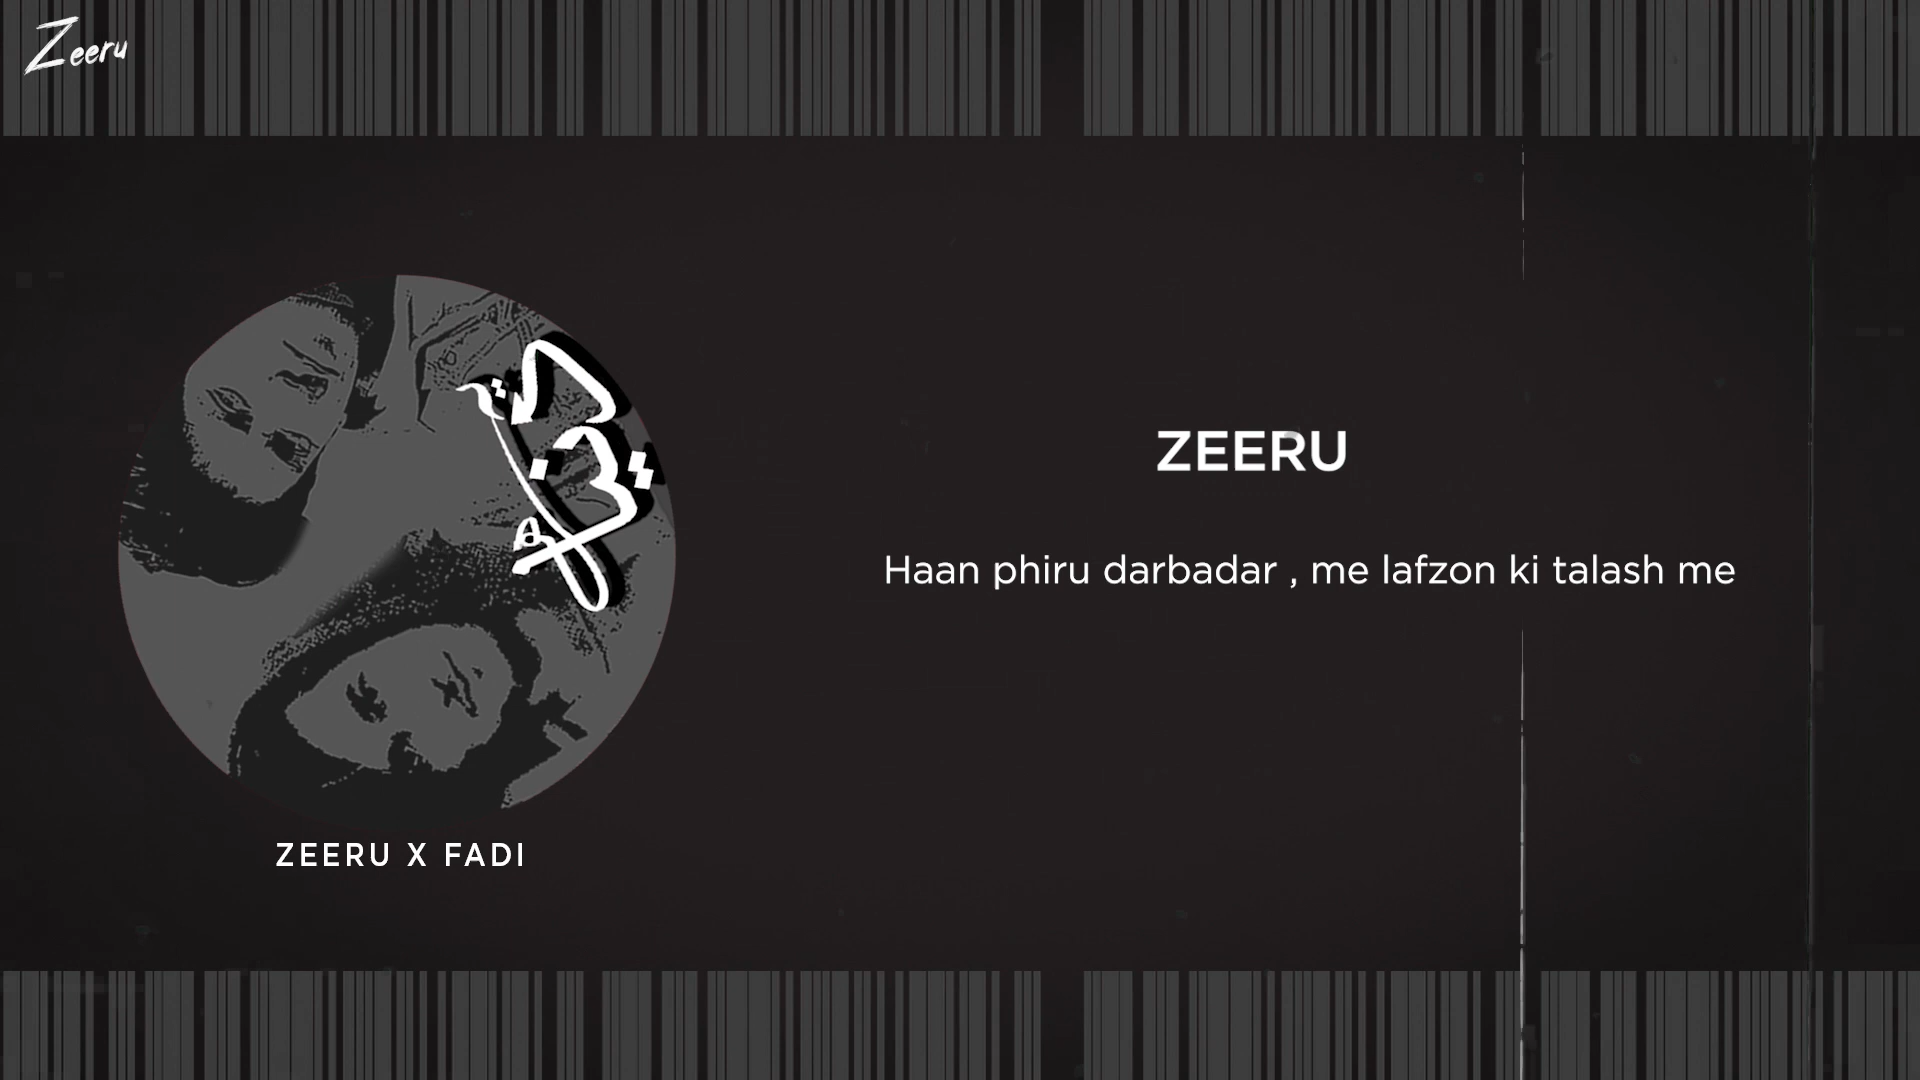 Zeeru
ZEERU
Haan phiru darbadar , me lafzon ki talash me
ZEERU X FADI